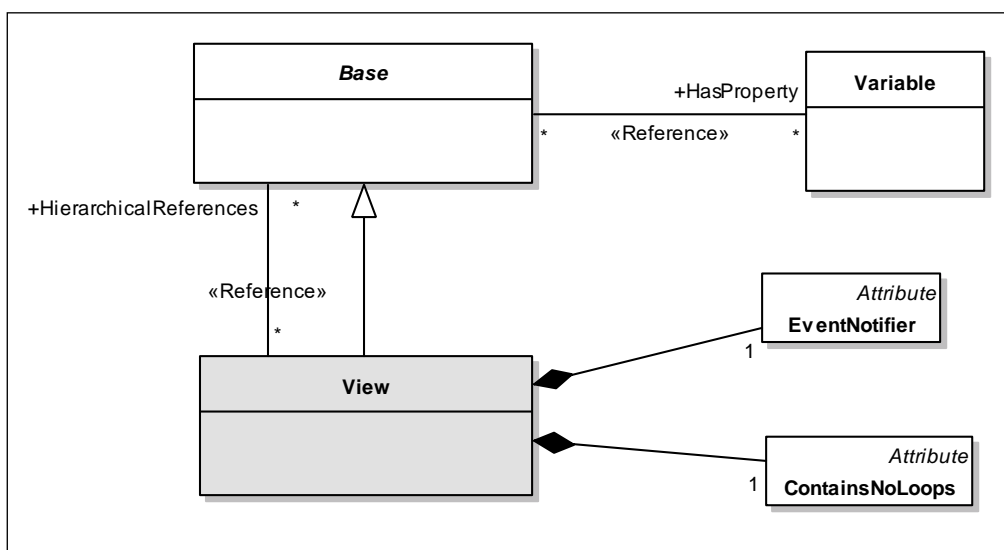 Base
Variable
+HasProperty
* «Reference» *
+HierarchicalReferences *
«Reference»
*
View
Attribute
EventNotifier
1
Attribute
ContainsNoLoops
1